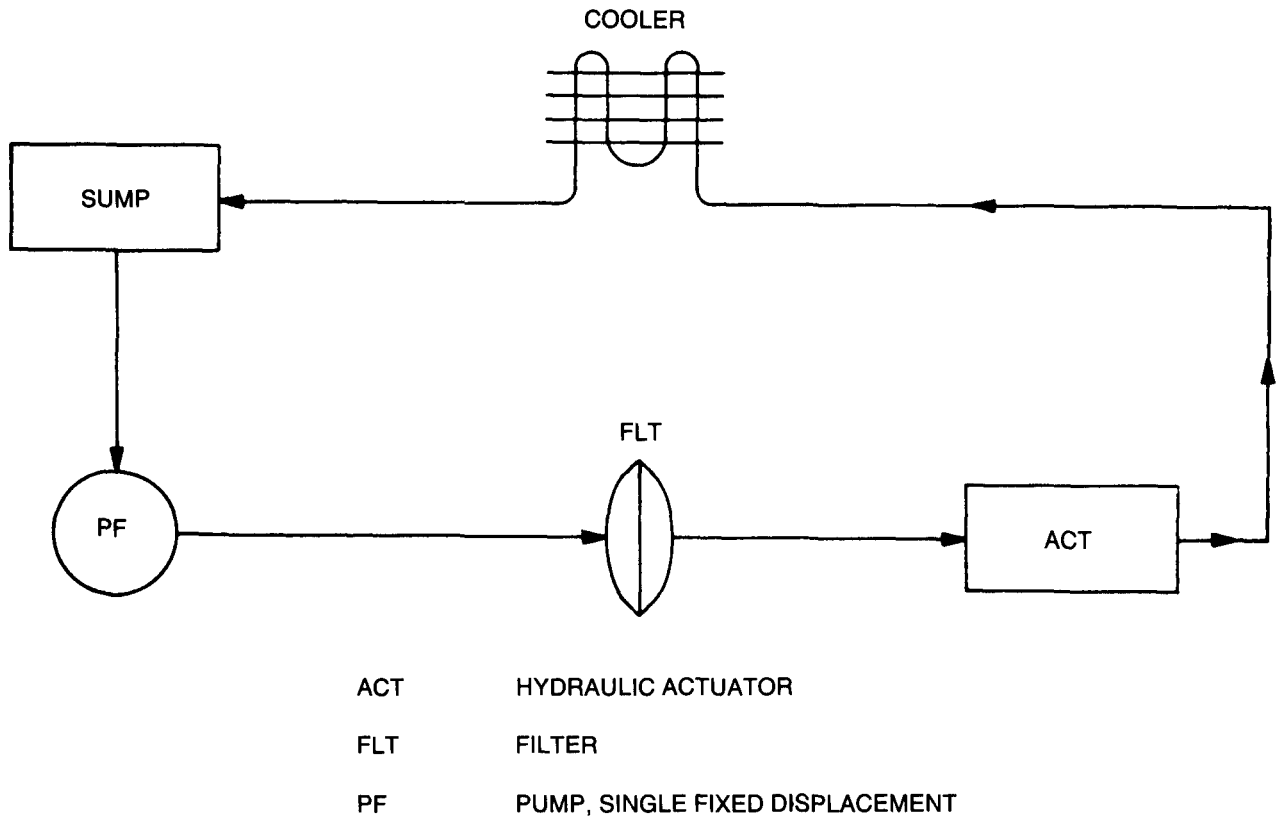 COOLER
SUMP
FLT
PF
ACT
ACT HYDRAULIC ACTUATOR
FLT FILTER
PF PUMP, SINGLE FIXED DISPLACEMENT